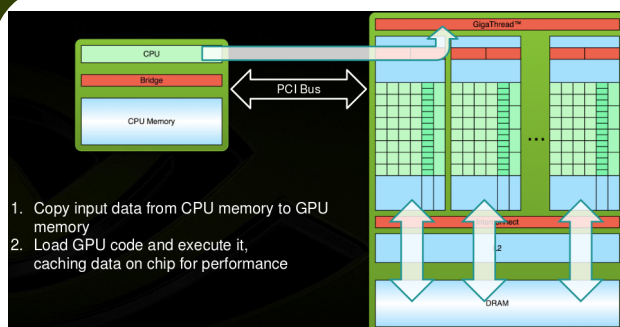 GigaThread™
CPU
Bridge
PCI Bus
CPU Memory
...
1. Copy input data from CPU memory to GPU
memory
2. Load GPU code and execute it,
caching data on chip for performance
DRAM